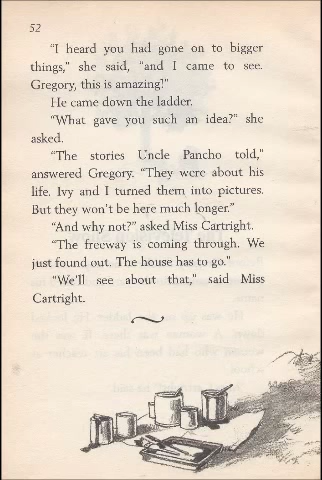 52
"I heard you had gone on to bigger
things," she said, "and I came to see.
Gregory, this is amazing!"
He came down the ladder.
"What gave you such an idea?" she
asked.
"The stories Uncle Pancho told,"
answered Gregory. "They were about his
life. Ivy and I turned them into pictures.
But they won't be here much longer."
"And why not?" asked Miss Cartright.
"The freeway is coming through. We
just found out. The house has to go."
"We'll see about that," said Miss
Cartright.